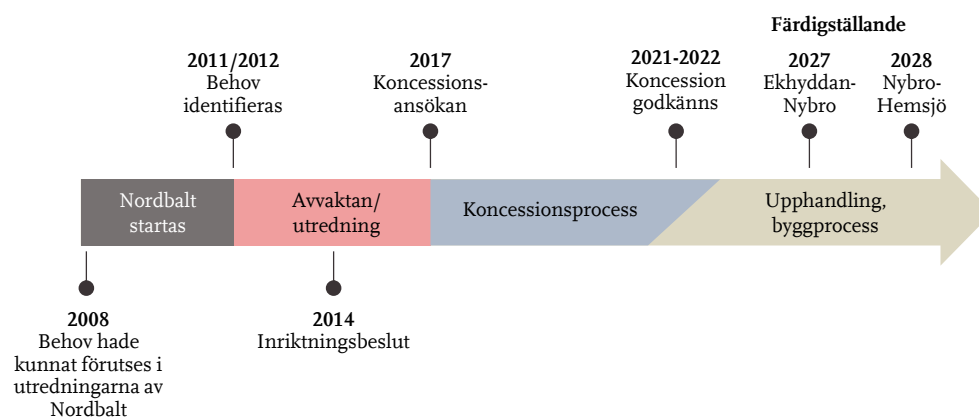 Färdigställande
2011/2012
Behov
identifieras
2017
Koncessions-
ansökan
2021-2022
Koncession
godkänns
2027
Ekhyddan-
Nybro
2028
Nybro-
Hemsjö
Nordbalt
startas
Avvaktan/
utredning
Koncessionsprocess
Upphandling,
byggprocess
2008
Behov hade
kunnat förutses i
utredningarna av
Nordbalt
2014
Inriktningsbeslut